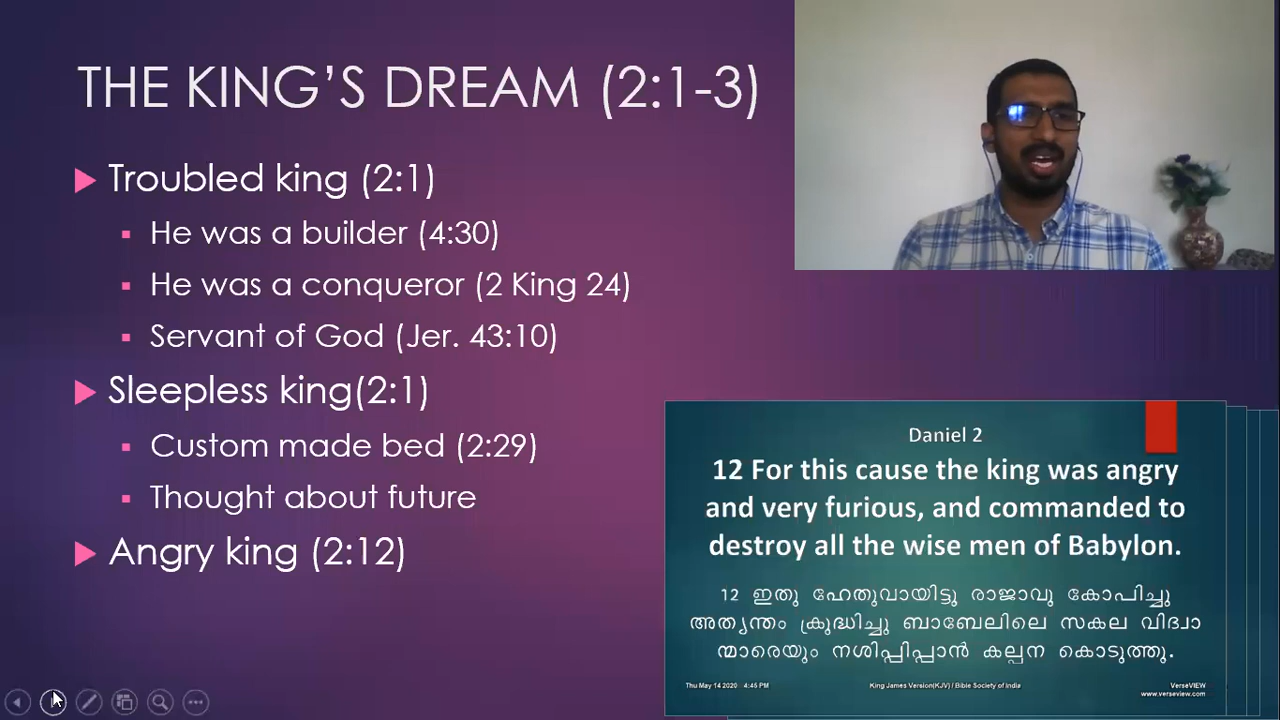 THE KING’S DREAM (2:1-3)
Troubled king (2:1)
He was a builder (4:30)
He was a conqueror (2 King 24)
Servant of God (Jer. 43:10)
Sleepless king(2:1)
Custom made bed (2:29)
Thought about future
Angry king (2:12)
Daniel 2
12 For this cause the king was angry
and very furious, and commanded to
destroy all the wise men of Babylon.
12 ഇതു ഹേതുവായിട്ടു രാജാവു കോപിച്ചു
അത്യന്തം ക്രുദ്ധിച്ചു ബാബേലിലെ സകല വിദ്വാ
ന്മാരെയും നശിപ്പിപ്പാൻ കല്പന കൊടുത്തു.
Thu May 14 2020 4:45 PM
King James Version(KJV) / Bible Society of India
VerseVIEW
www.verseview.com